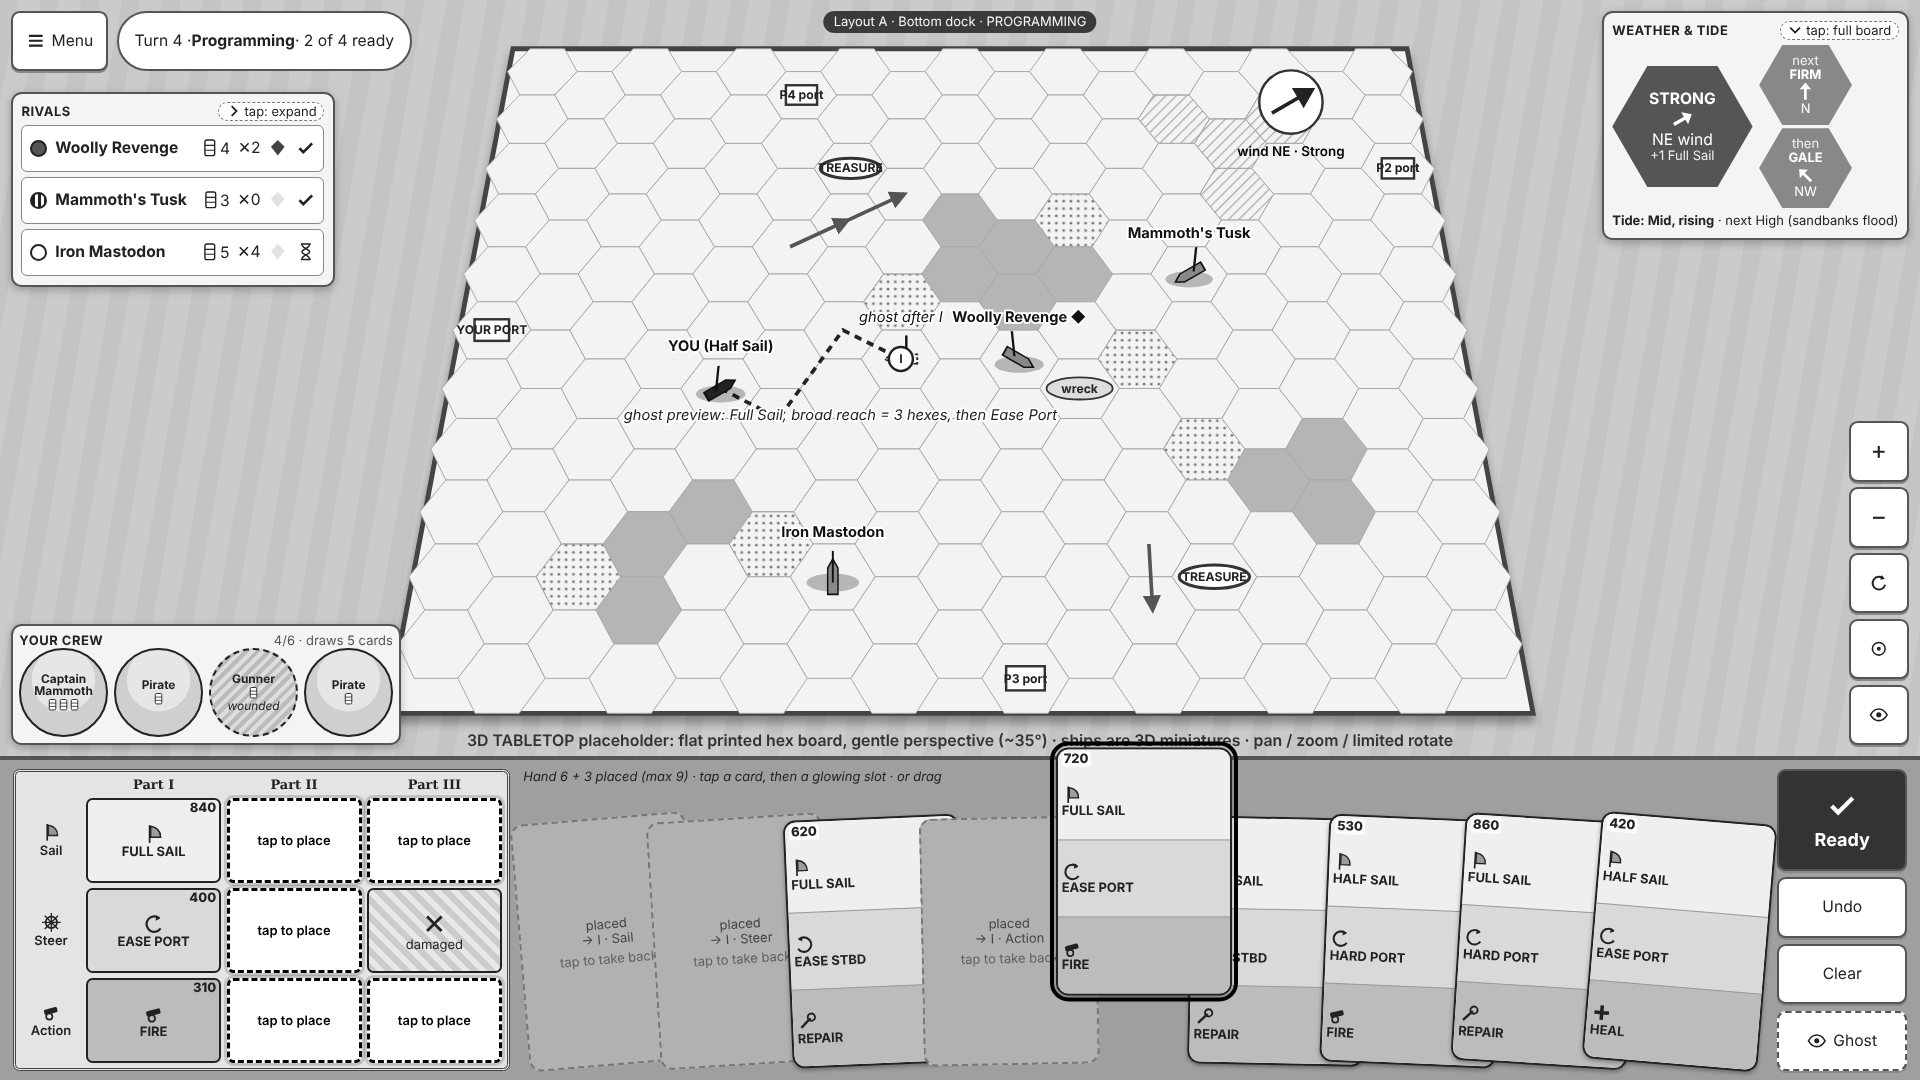 Layout A · Bottom dock · PROGRAMMING
Menu
Turn 4 · Programming · 2 of 4 ready
RIVALS
tap: expand
Woolly Revenge 4 ×2
Mammoth's Tusk 3 ×0
Iron Mastodon 5 ×4
WEATHER & TIDE
tap: full board
STRONG
NE wind
+1 Full Sail
next
FIRM
N
then
GALE
NW
Tide: Mid, rising · next High (sandbanks flood)
P4 port
TREASURE
wind NE · Strong
P2 port
Mammoth's Tusk
YOUR PORT
ghost after I
Woolly Revenge
YOU (Half Sail)
I
wreck
ghost preview: Full Sail, broad reach = 3 hexes, then Ease Port
Iron Mastodon
TREASURE
P3 port
3D TABLETOP placeholder: flat printed hex board, gentle perspective (~35°) · ships are 3D miniatures · pan / zoom / limited rotate
+
−
YOUR CREW
4/6 · draws 5 cards
Captain
Mammoth
Pirate
Gunner
wounded
Pirate
Part I
Part II
Part III
Sail
840
FULL SAIL
tap to place
tap to place
Steer
400
EASE PORT
tap to place
damaged
Action
310
FIRE
tap to place
tap to place
Hand 6 + 3 placed (max 9) · tap a card, then a glowing slot · or drag
placed
→ I · Sail
tap to take back
placed
→ I · Steer
tap to take back
620
FULL SAIL
EASE STBD
REPAIR
placed
→ I · Action
tap to take back
720
FULL SAIL
EASE PORT
FIRE
SAIL
STBD
REPAIR
530
HALF SAIL
HARD PORT
FIRE
860
FULL SAIL
HARD PORT
REPAIR
420
HALF SAIL
EASE PORT
HEAL
Ready
Undo
Clear
Ghost